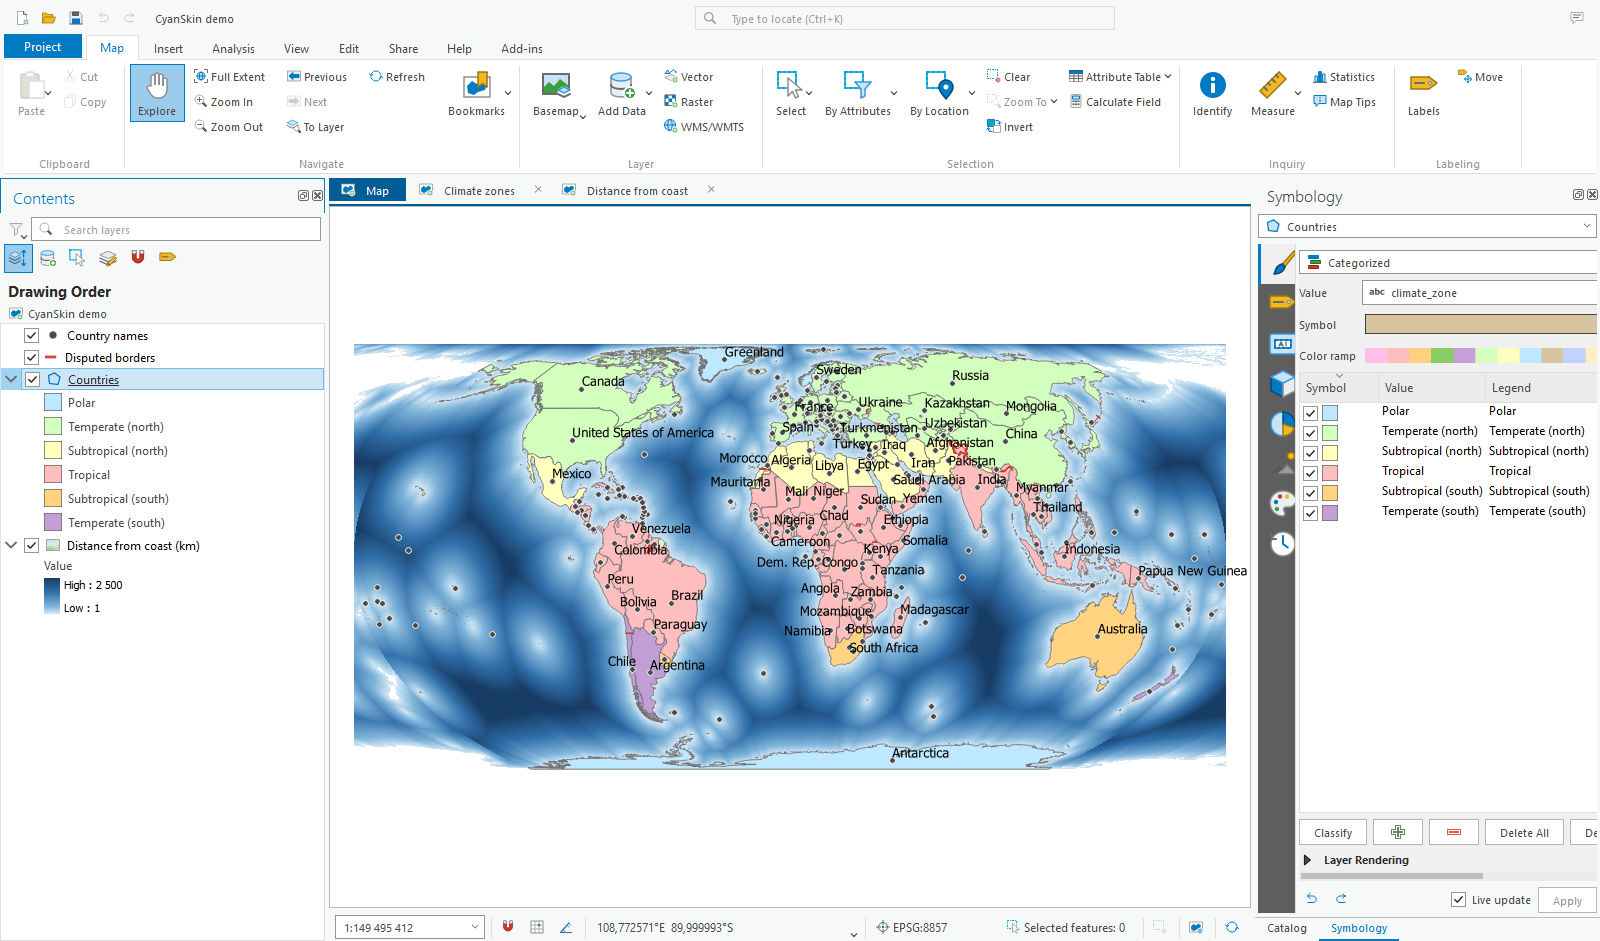 CyanSkin demo
Type to locate (Ctrl+K)
Project Map Insert Analysis View Edit Share Help Add-ins
Paste
Cut
Copy
Clipboard
Explore
Full Extent
Zoom In
Zoom Out
Previous
Next
To Layer
Refresh
Bookmarks
Navigate
Basemap
Add Data
Vector
Raster
WMS/WMTS
Layer
Select
By Attributes
By Location
Clear
Zoom To
Invert
Attribute Table
Calculate Field
Selection
Identify
Measure
Statistics
Map Tips
Inquiry
Labels
Move
Labeling
Contents
Search layers
Drawing Order
CyanSkin demo
Country names
Disputed borders
Countries
Polar
Temperate (north)
Subtropical (north)
Tropical
Subtropical (south)
Temperate (south)
Distance from coast (km)
Value
High : 2 500
Low : 1
Map
Climate zones
Distance from coast
Greenland
Canada
Sweden
Russia
France
Ukraine
Kazakhstan
Mongolia
United States of America
Spain
Turkmenistan
Uzbekistan
China
Turkey
Iraq
Afghanistan
Morocco
Algeria
Libya
Egypt
Iran
Pakistan
Mexico
Mauritania
Saudi Arabia
India
Mali
Niger
Sudan
Yemen
Myanmar
Thailand
Venezuela
Nigeria
Chad
Ethiopia
Colombia
Cameroon
Kenya
Somalia
Indonesia
Dem. Rep. Congo
Tanzania
Papua New Guinea
Peru
Brazil
Angola
Zambia
Bolivia
Mozambique
Madagascar
Paraguay
Namibia
Botswana
Australia
Chile
Argentina
South Africa
Antarctica
1:149 495 412
108,772571°E 89,999993°S
EPSG:8857
Selected features: 0
Symbology
Countries
Categorized
Value
abc climate_zone
Symbol
Color ramp
Symbol Value Legend
Polar Polar
Temperate (north) Temperate (north)
Subtropical (north) Subtropical (north)
Tropical Tropical
Subtropical (south) Subtropical (south)
Temperate (south) Temperate (south)
Classify
Delete All
De
Layer Rendering
Live update
Apply
Catalog
Symbology